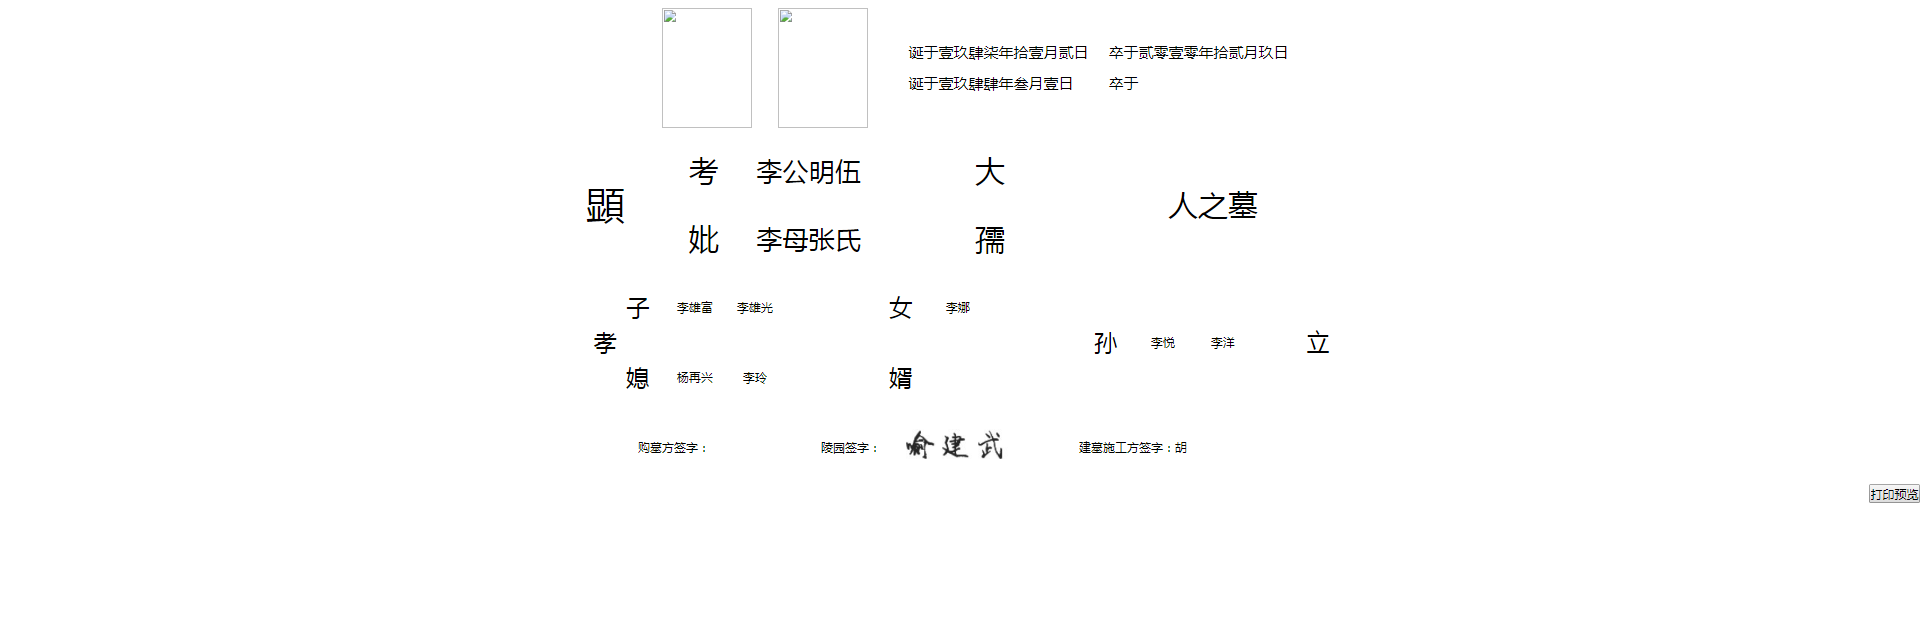 诞于壹玖肆柒年拾壹月贰日 卒于贰零壹零年拾贰月玖日
诞于壹玖肆肆年叁月壹日 卒于
考 李公明伍 大
顕 人之墓
妣 李母张氏 孺
子 李雄富 李雄光 女 李娜
孝 孙 李悦 李洋 立
媳 杨再兴 李玲 婿
购墓方签字： 陵园签字： 喻建武 建墓施工方签字：胡
打印预览